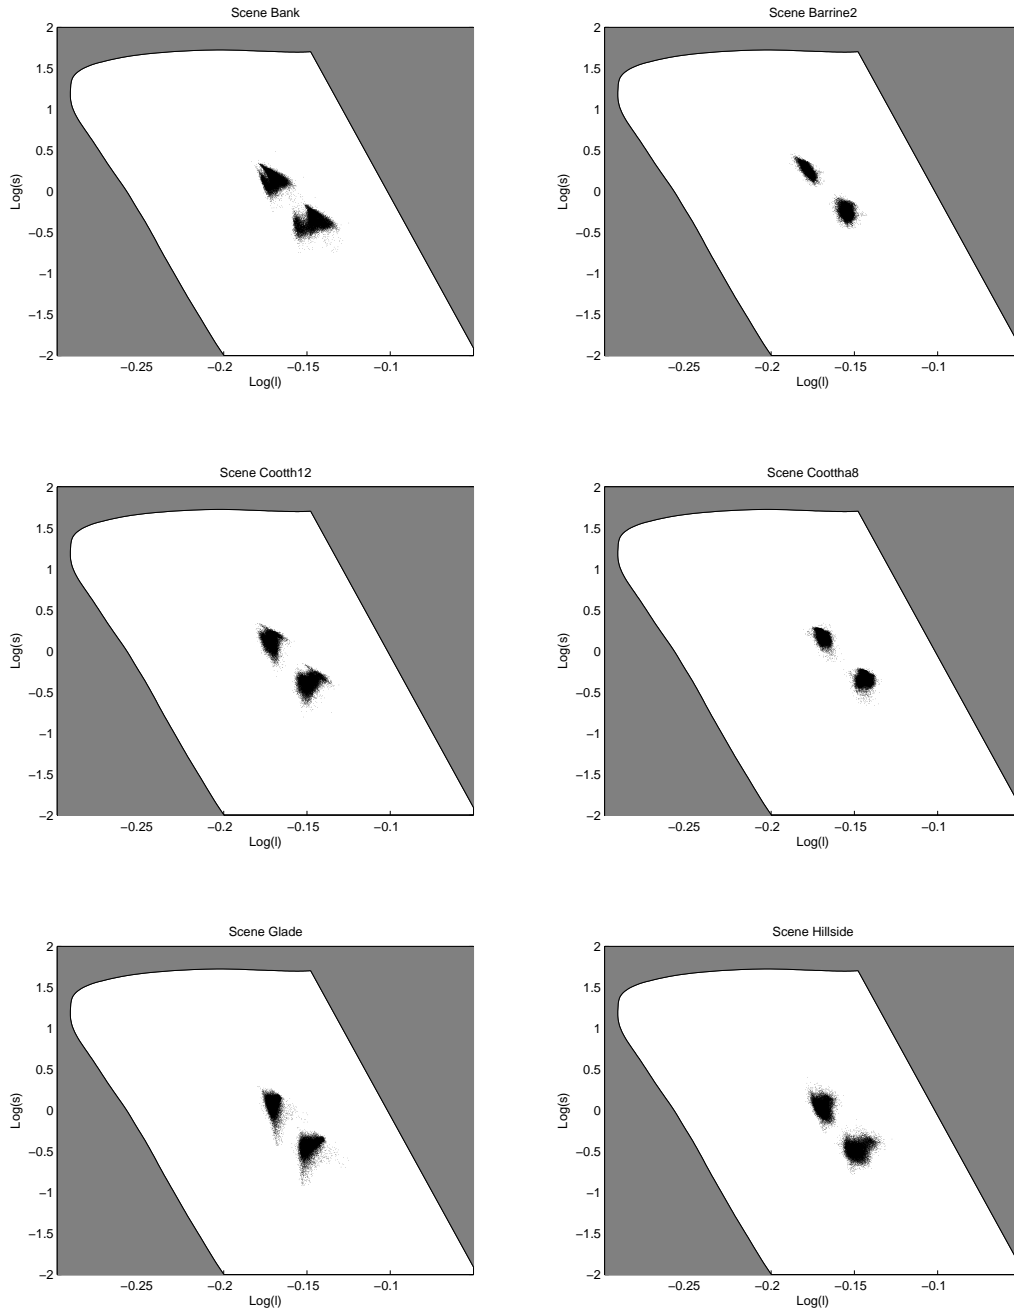 Scene Bank
2
1.5
1
0.5
0
−0.5
−1
−1.5
−2
Log(s)
−0.25 −0.2 −0.15 −0.1
Log(l)
Scene Barrine2
2
1.5
1
0.5
0
−0.5
−1
−1.5
−2
Log(s)
−0.25 −0.2 −0.15 −0.1
Log(l)
Scene Cootth12
2
1.5
1
0.5
0
−0.5
−1
−1.5
−2
Log(s)
−0.25 −0.2 −0.15 −0.1
Log(l)
Scene Coottha8
2
1.5
1
0.5
0
−0.5
−1
−1.5
−2
Log(s)
−0.25 −0.2 −0.15 −0.1
Log(l)
Scene Glade
2
1.5
1
0.5
0
−0.5
−1
−1.5
−2
Log(s)
−0.25 −0.2 −0.15 −0.1
Log(l)
Scene Hillside
2
1.5
1
0.5
0
−0.5
−1
−1.5
−2
Log(s)
−0.25 −0.2 −0.15 −0.1
Log(l)